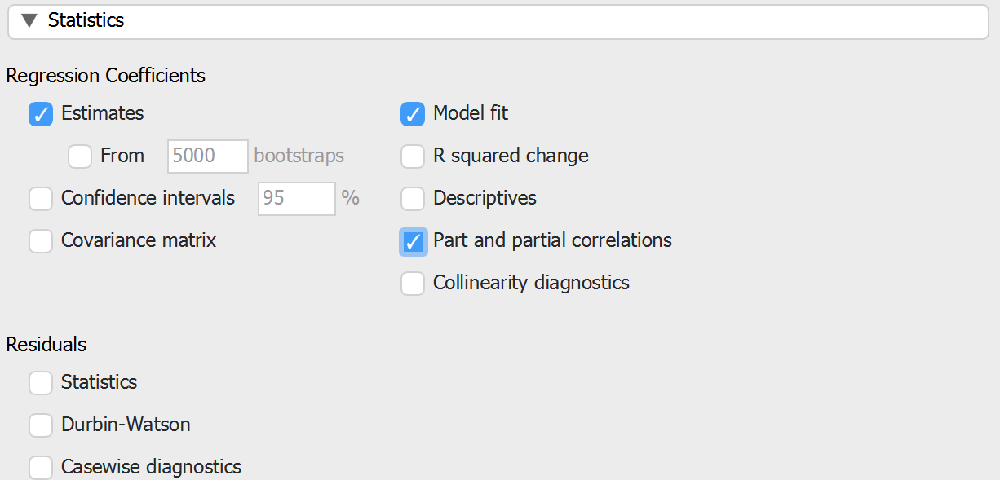 Statistics
Regression Coefficients
Estimates
From 5000 bootstraps
Confidence intervals 95 %
Covariance matrix
Model fit
R squared change
Descriptives
Part and partial correlations
Collinearity diagnostics
Residuals
Statistics
Durbin-Watson
Casewise diagnostics